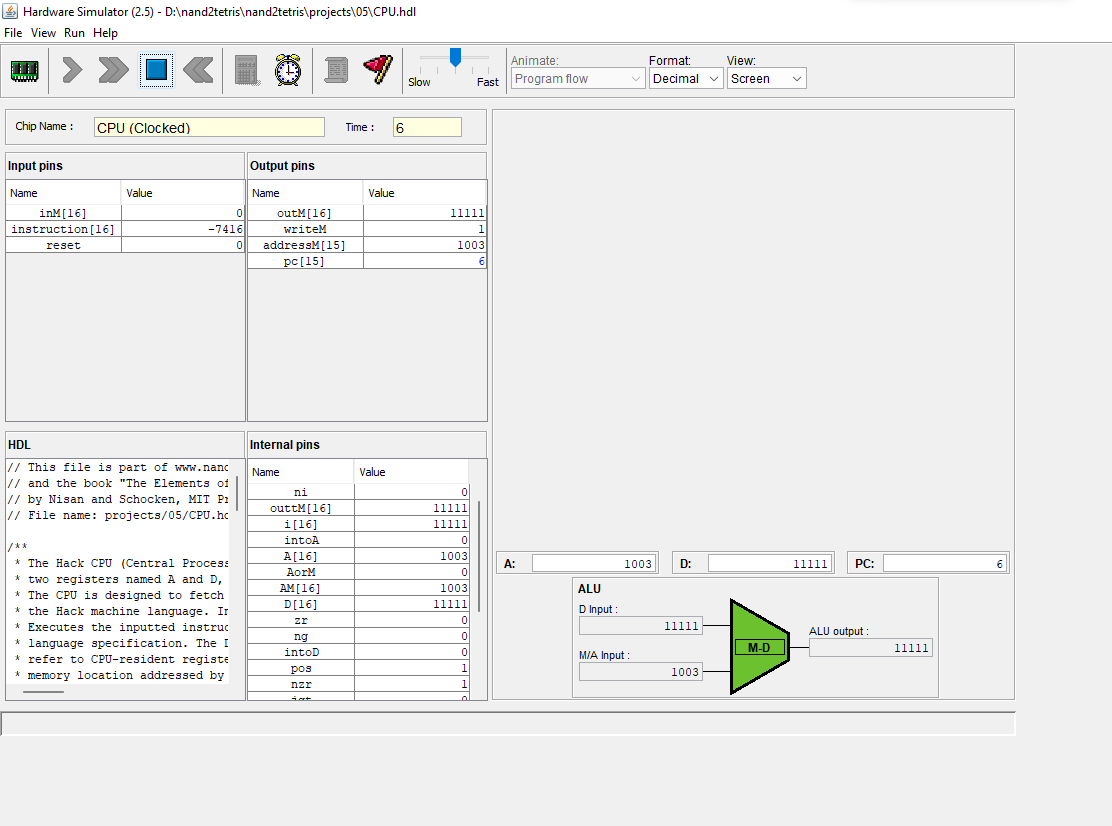 Hardware Simulator (2.5) - D:\nand2tetris\nand2tetris\projects\05\CPU.hdl
File View Run Help
Slow Fast
Animate:
Program flow
Format:
Decimal
View:
Screen
Chip Name : CPU (Clocked) Time : 6
Input pins
Name Value
inM[16] 0
instruction[16] -7416
reset 0
Output pins
Name Value
outM[16] 11111
writeM 1
addressM[15] 1003
pc[15] 6
HDL
// This file is part of www.nand
// and the book "The Elements of
// by Nisan and Schocken, MIT Pr
// File name: projects/05/CPU.hd
/**
* The Hack CPU (Central Process
* two registers named A and D,
* The CPU is designed to fetch
* the Hack machine language. In
* Executes the inputted instruc
* language specification. The D
* refer to CPU-resident registe
* memory location addressed by
Internal pins
Name Value
ni 0
outtM[16] 11111
i[16] 11111
intoA 0
A[16] 1003
AorM 0
AM[16] 1003
D[16] 11111
zr 0
ng 0
intoD 0
pos 1
nzr 1
A: 1003 D: 11111 PC: 6
ALU
D Input :
11111
M/A Input :
1003
M-D
ALU output :
11111